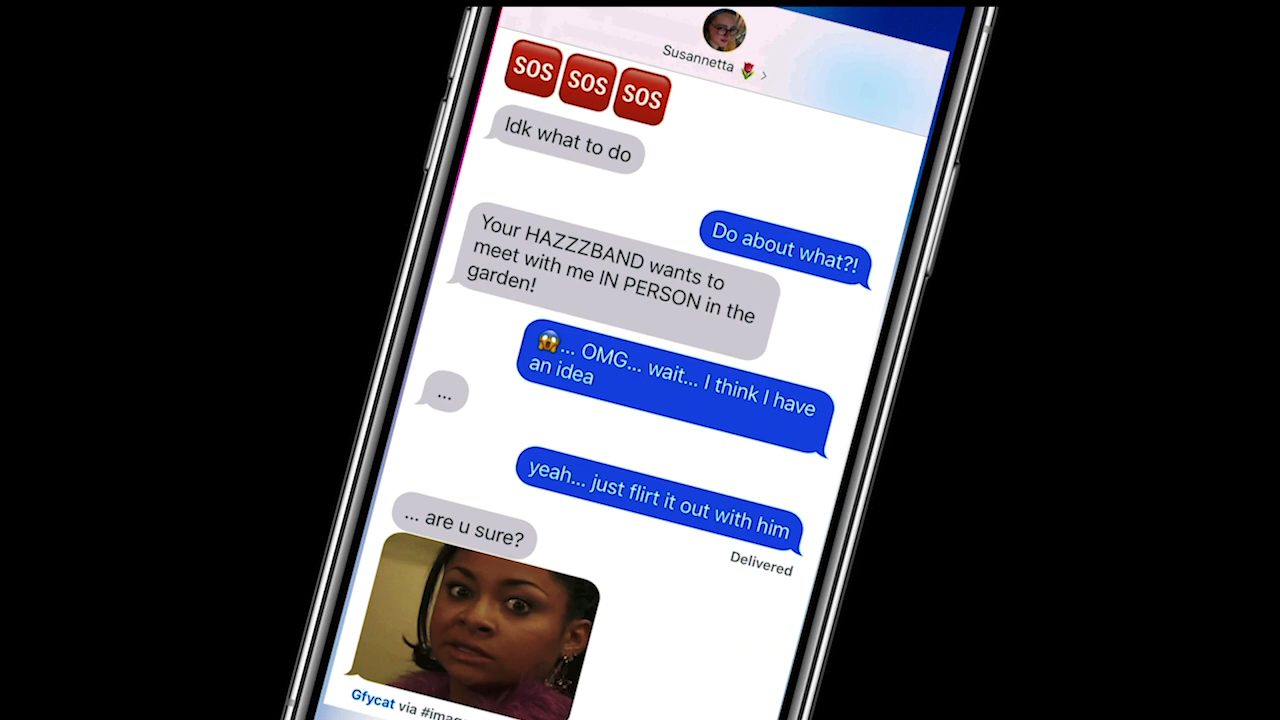 Susannetta
SOS SOS SOS
Idk what to do
Do about what?!
Your HAZZZBAND wants to
meet with me IN PERSON in the
garden!
... OMG... wait... I think I have
an idea
...
yeah... just flirt it out with him
Delivered
... are u sure?
Gfycat via